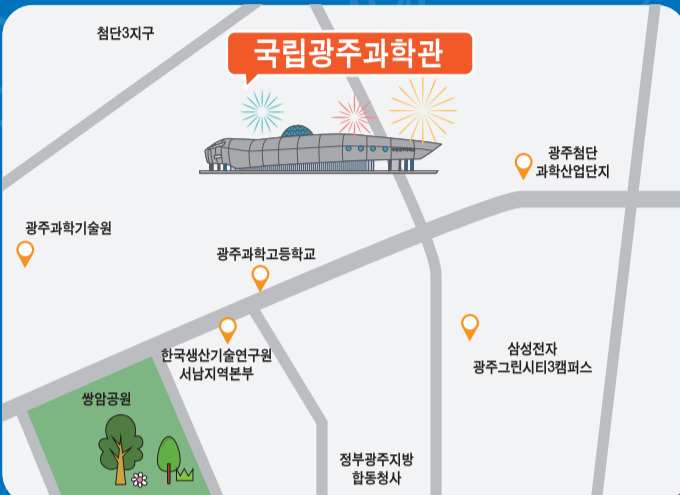 첨단3지구
국립광주과학관
광주첨단
과학산업단지
광주과학기술원
광주과학고등학교
한국생산기술연구원
서남지역본부
삼성전자
광주그린시티3캠퍼스
쌍암공원
정부광주지방
합동청사